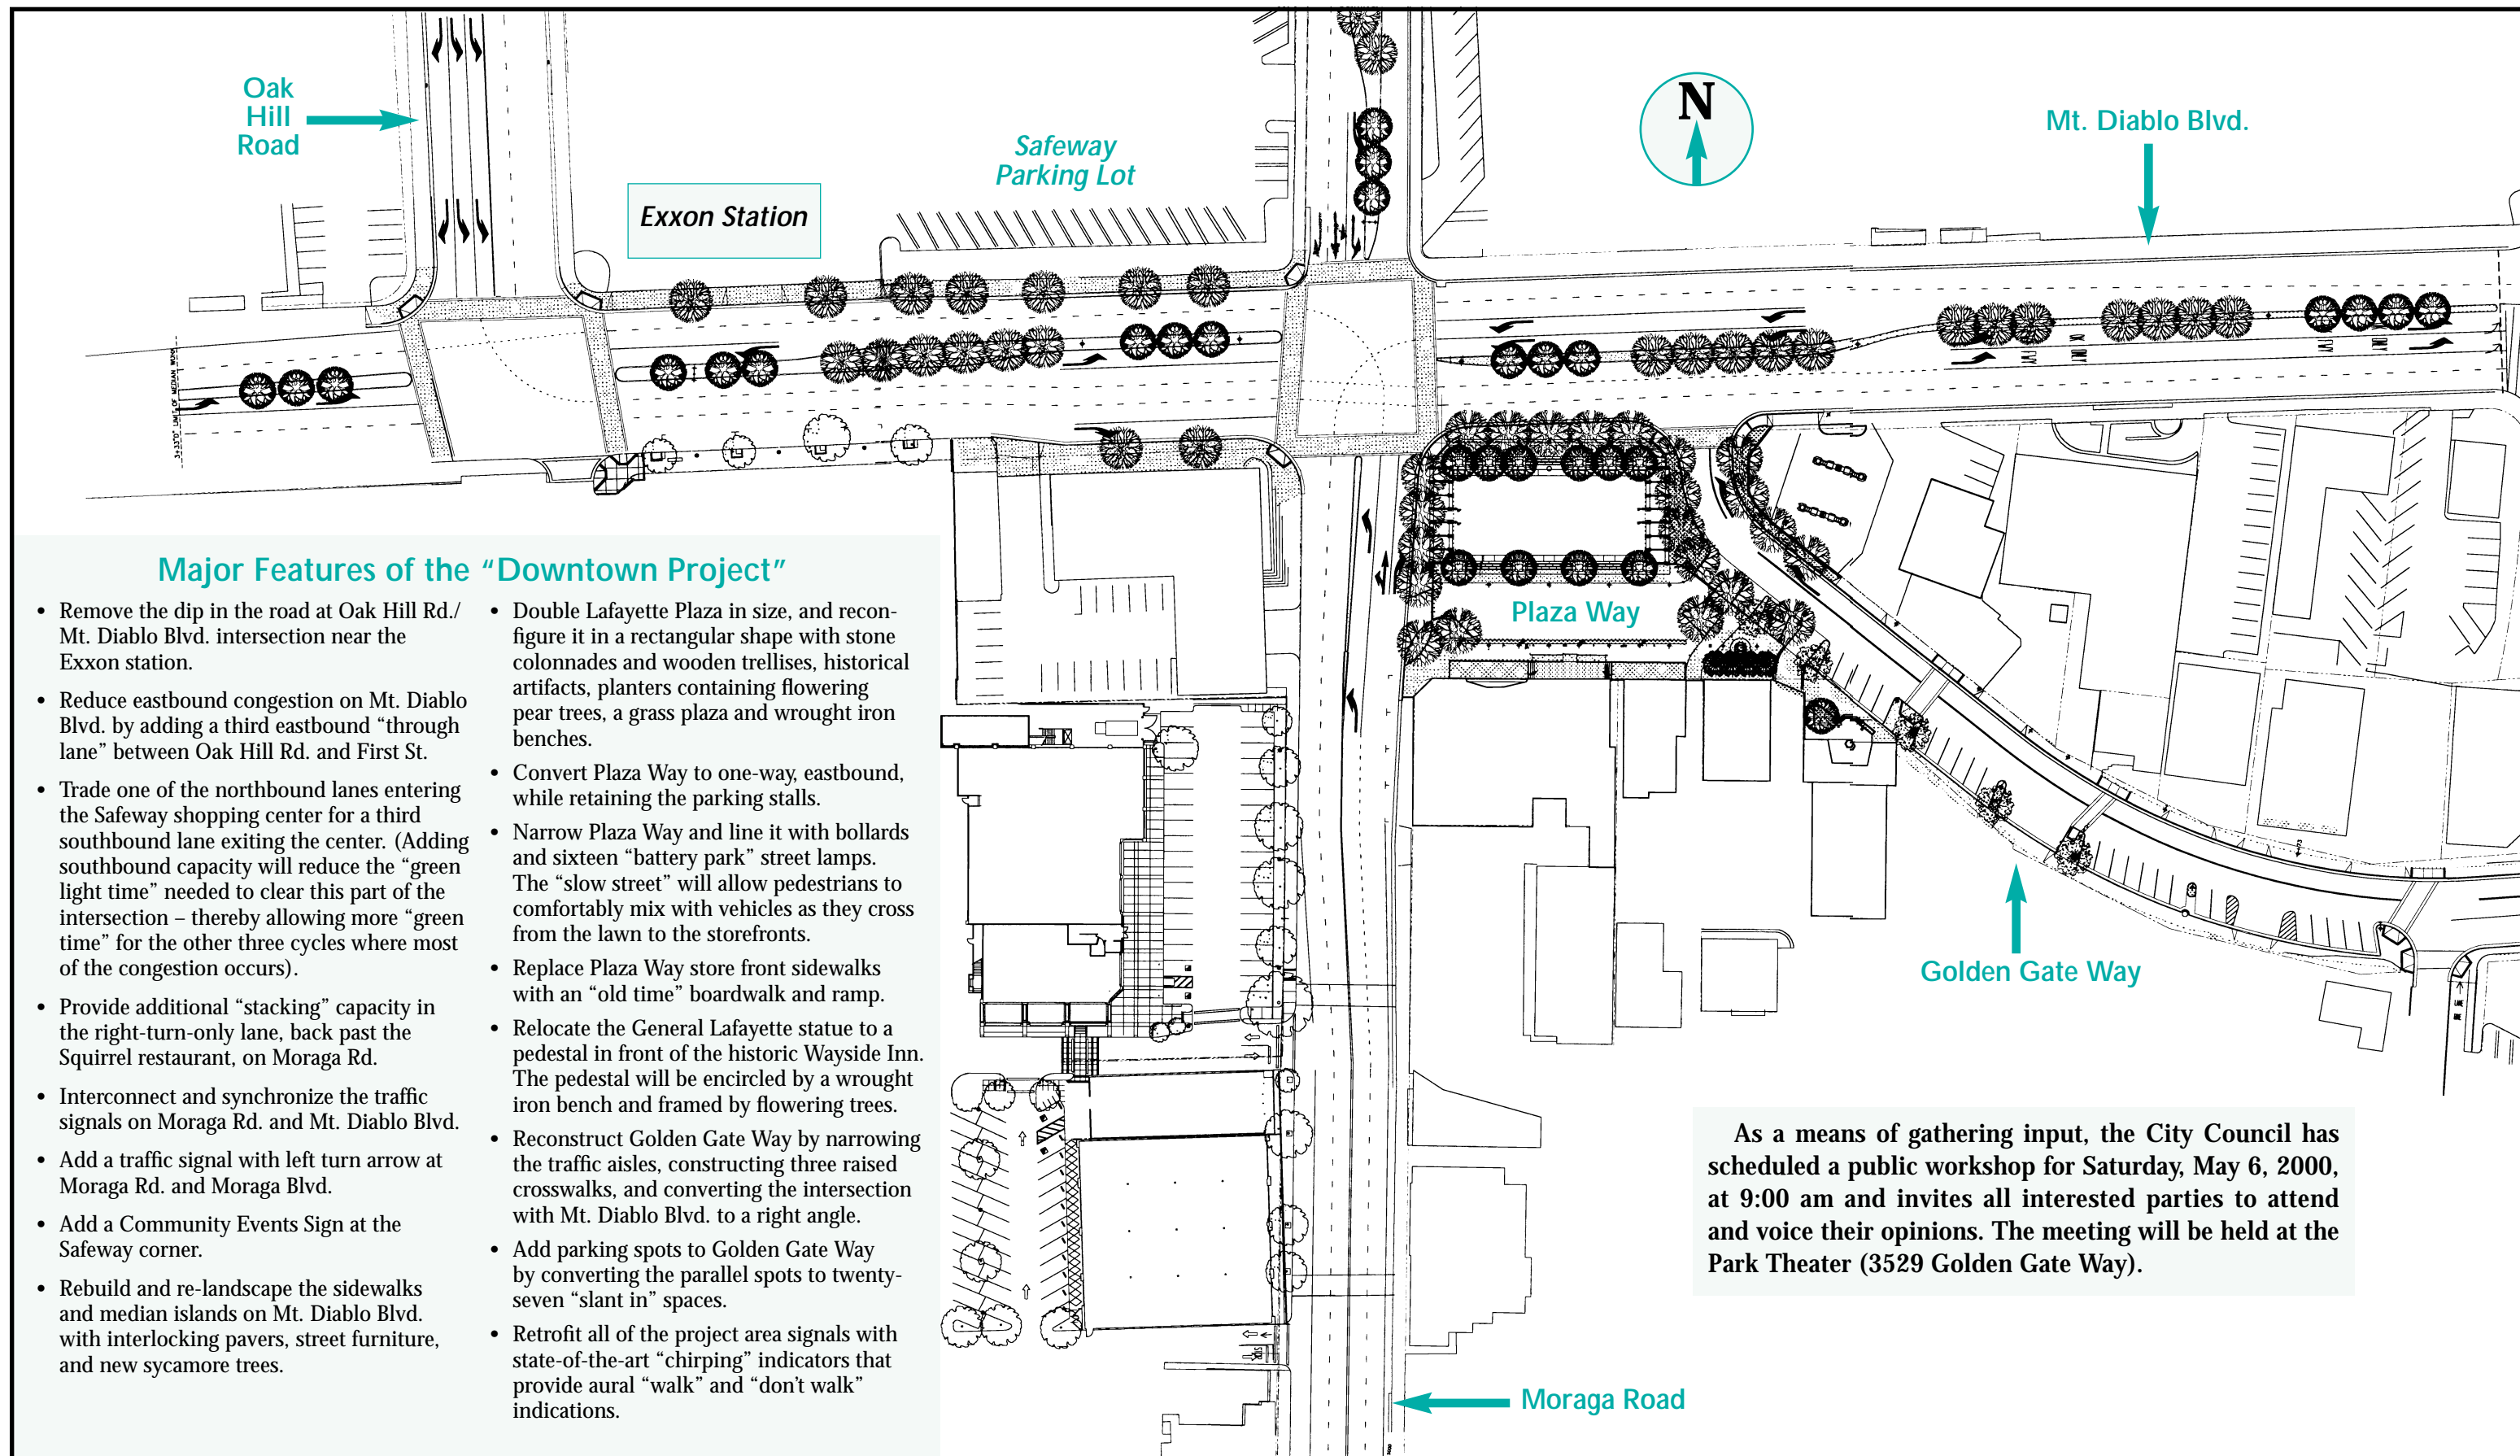 Oak
Hill
Road
Exxon Station
Safeway
Parking Lot
N
Mt. Diablo Blvd.
Plaza Way
Golden Gate Way
Moraga Road
Major Features of the “Downtown Project”
• Remove the dip in the road at Oak Hill Rd./
Mt. Diablo Blvd. intersection near the
Exxon station.
• Reduce eastbound congestion on Mt. Diablo
Blvd. by adding a third eastbound “through
lane” between Oak Hill Rd. and First St.
• Trade one of the northbound lanes entering
the Safeway shopping center for a third
southbound lane exiting the center. (Adding
southbound capacity will reduce the “green
light time” needed to clear this part of the
intersection – thereby allowing more “green
time” for the other three cycles where most
of the congestion occurs).
• Provide additional “stacking” capacity in
the right-turn-only lane, back past the
Squirrel restaurant, on Moraga Rd.
• Interconnect and synchronize the traffic
signals on Moraga Rd. and Mt. Diablo Blvd.
• Add a traffic signal with left turn arrow at
Moraga Rd. and Moraga Blvd.
• Add a Community Events Sign at the
Safeway corner.
• Rebuild and re-landscape the sidewalks
and median islands on Mt. Diablo Blvd.
with interlocking pavers, street furniture,
and new sycamore trees.
• Double Lafayette Plaza in size, and recon-
figure it in a rectangular shape with stone
colonnades and wooden trellises, historical
artifacts, planters containing flowering
pear trees, a grass plaza and wrought iron
benches.
• Convert Plaza Way to one-way, eastbound,
while retaining the parking stalls.
• Narrow Plaza Way and line it with bollards
and sixteen “battery park” street lamps.
The “slow street” will allow pedestrians to
comfortably mix with vehicles as they cross
from the lawn to the storefronts.
• Replace Plaza Way store front sidewalks
with an “old time” boardwalk and ramp.
• Relocate the General Lafayette statue to a
pedestal in front of the historic Wayside Inn.
The pedestal will be encircled by a wrought
iron bench and framed by flowering trees.
• Reconstruct Golden Gate Way by narrowing
the traffic aisles, constructing three raised
crosswalks, and converting the intersection
with Mt. Diablo Blvd. to a right angle.
• Add parking spots to Golden Gate Way
by converting the parallel spots to twenty-
seven “slant in” spaces.
• Retrofit all of the project area signals with
state-of-the-art “chirping” indicators that
provide aural “walk” and “don’t walk”
indications.
As a means of gathering input, the City Council has
scheduled a public workshop for Saturday, May 6, 2000,
at 9:00 am and invites all interested parties to attend
and voice their opinions. The meeting will be held at the
Park Theater (3529 Golden Gate Way).
LIMIT OF MEDIAN WORK